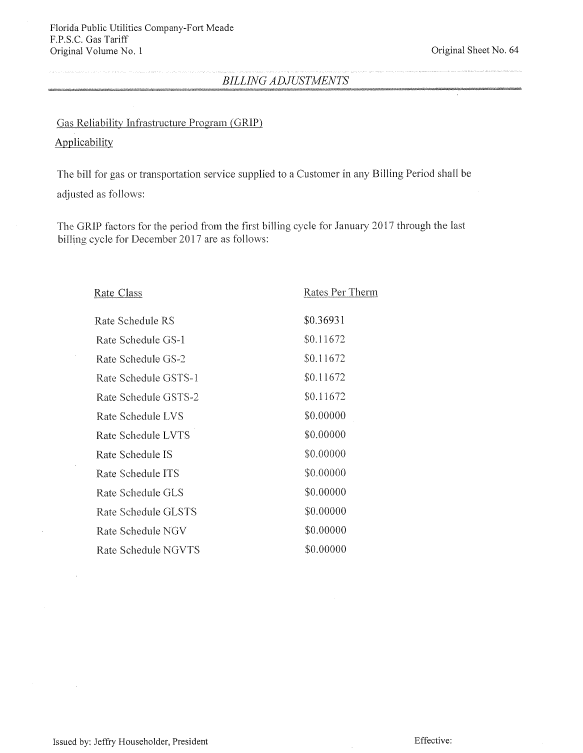 Florida Public Utilities Company-Fort Meade
F.P.S.C. Gas Tariff
Original Volume No. 1 Original Sheet No. 64
BILLING ADJUSTMENTS
Gas Reliability Infrastructure Program (GRIP)
Applicability
The bill for gas or transportation service supplied to a Customer in any Billing Period shall be
adjusted as follows:
The GRIP factors for the period from the first billing cycle for January 2017 through the last
billing cycle for December 2017 are as follows:
Rate Class Rates Per Therm
Rate Schedule RS $0.36931
Rate Schedule GS-1 $0.11672
Rate Schedule GS-2 $0.11672
Rate Schedule GSTS-1 $0.11672
Rate Schedule GSTS-2 $0.11672
Rate Schedule LVS $0.00000
Rate Schedule LVTS $0.00000
Rate Schedule IS $0.00000
Rate Schedule ITS $0.00000
Rate Schedule GLS $0.00000
Rate Schedule GLSTS $0.00000
Rate Schedule NGV $0.00000
Rate Schedule NGVTS $0.00000
Issued by: Jeffry Householder, President Effective: